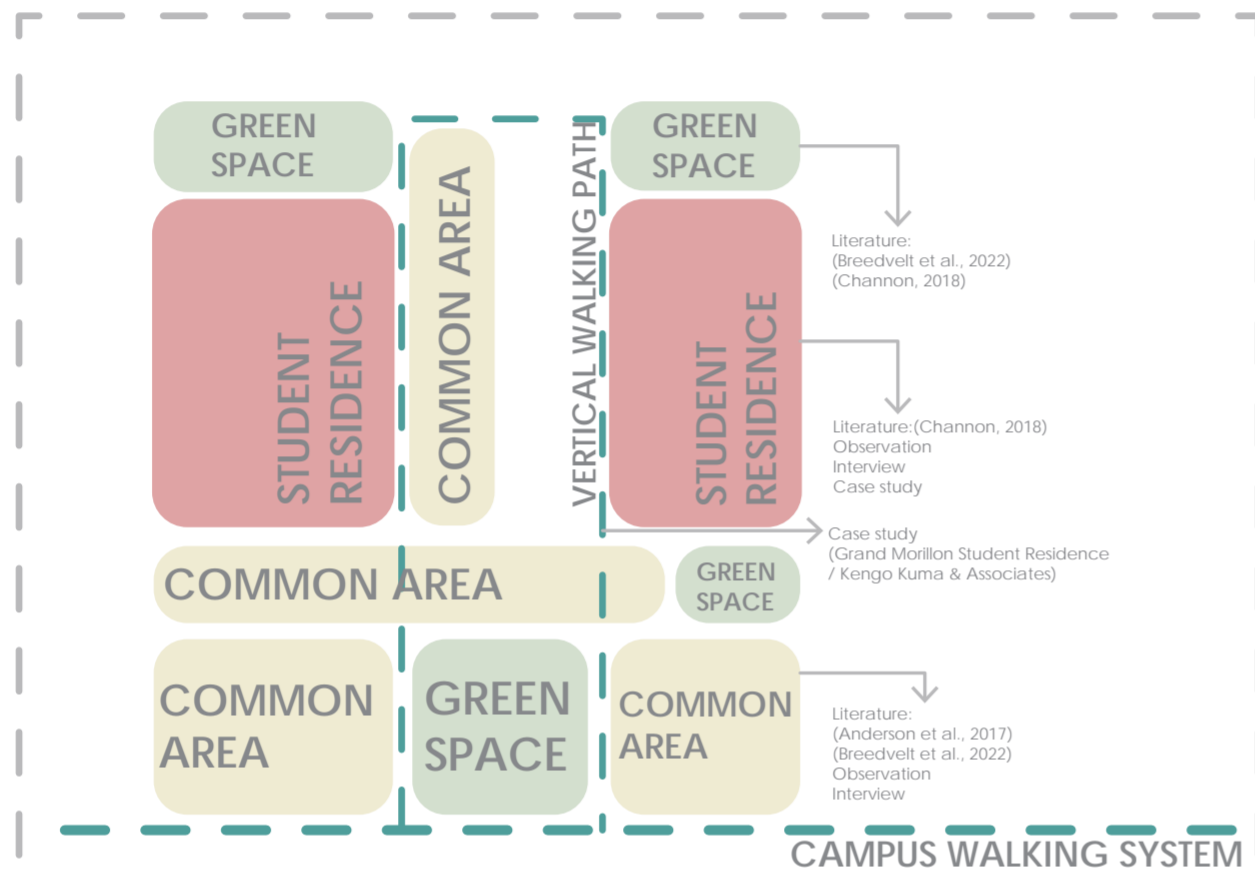 GREEN
SPACE
GREEN
SPACE
STUDENT
RESIDENCE
COMMON AREA
VERTICAL WALKING PATH
STUDENT
RESIDENCE
Literature:
(Breedvelt et al., 2022)
(Channon, 2018)
Literature:(Channon, 2018)
Observation
Interview
Case study
Case study
(Grand Morillon Student Residence
/ Kengo Kuma & Associates)
COMMON AREA
GREEN
SPACE
COMMON
AREA
GREEN
SPACE
COMMON
AREA
Literature:
(Anderson et al., 2017)
(Breedvelt et al., 2022)
Observation
Interview
CAMPUS WALKING SYSTEM